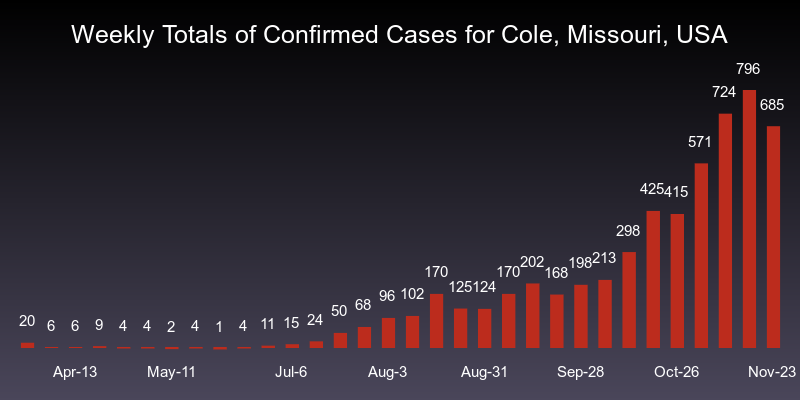 Weekly Totals of Confirmed Cases for Cole, Missouri, USA
20 6 6 9 4 4 2 4 1 4 11 15 24 50 68 96 102 170 125 124 170 202 168 198 213 298 425 415 571 724 796 685
Apr-13 May-11 Jul-6 Aug-3 Aug-31 Sep-28 Oct-26 Nov-23